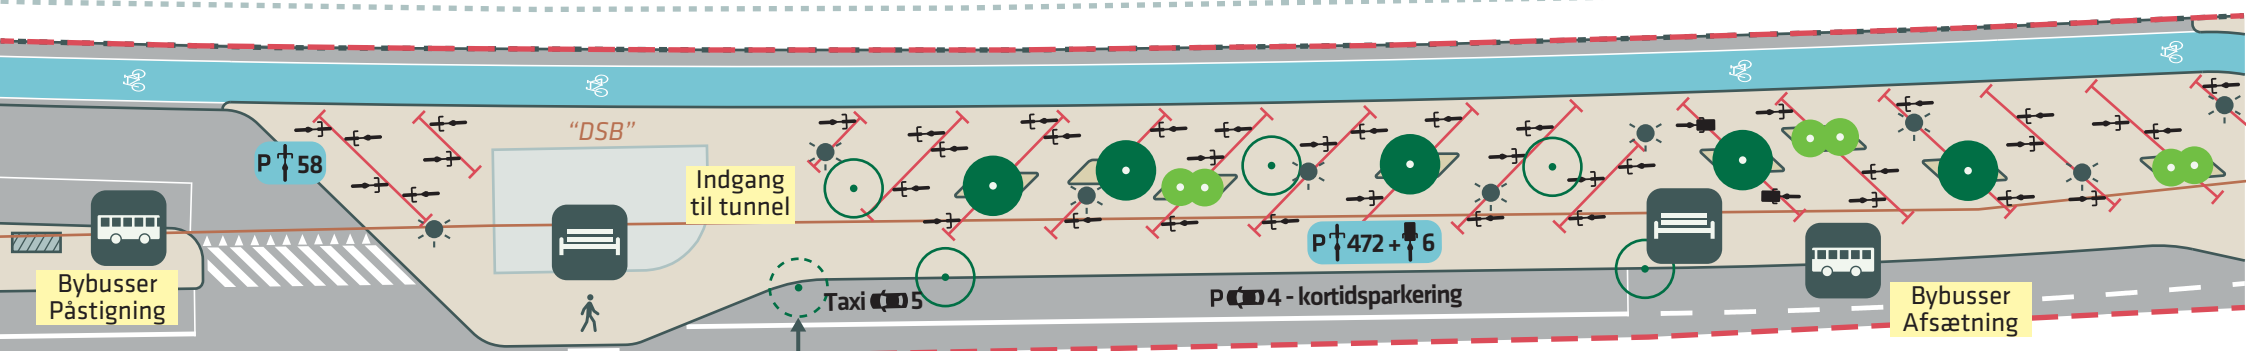 "DSB"
P 58
Indgang
til tunnel
P 472 + 6
Bybusser
Påstigning
Taxi 5
P 4 - kortidsparkering
Bybusser
Afsætning